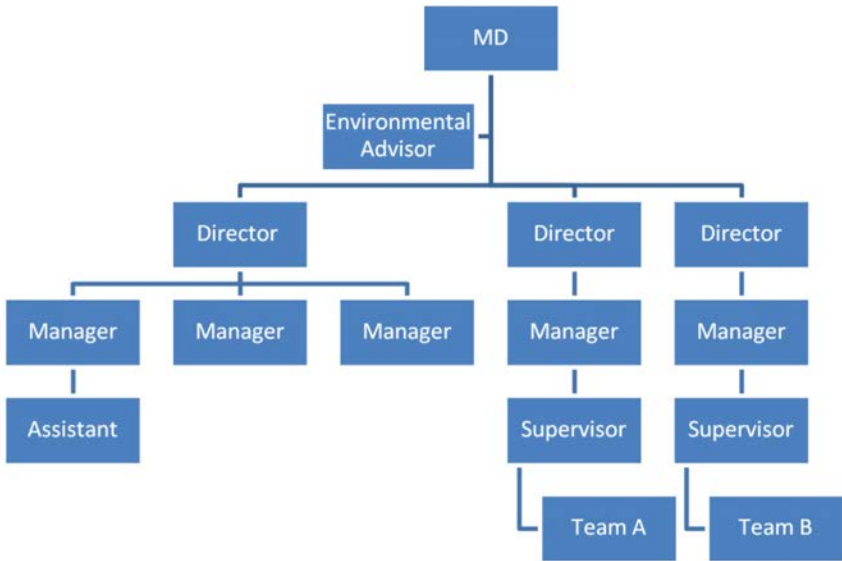 MD
Environmental
Advisor
Director
Director
Director
Manager
Manager
Manager
Manager
Manager
Assistant
Supervisor
Supervisor
Team A
Team B